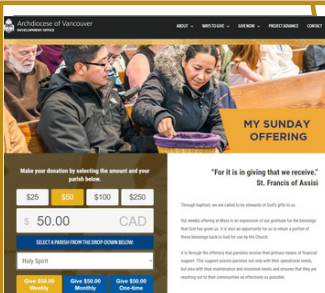 Archdiocese of Vancouver
DEVELOPMENT OFFICE
ABOUT
WAYS TO GIVE
GIVE NOW
PROJECT ADVANCE
CONTACT
MY SUNDAY
OFFERING
Make your donation by selecting the amount and your
parish below.
$25
$50
$100
$250
$ 50.00
CAD
SELECT A PARISH FROM THE DROP-DOWN BELOW:
Holy Spirit
Give $50.00
Weekly
Give $50.00
Monthly
Give $50.00
One-time
"For it is in giving that we receive."
St. Francis of Assisi
Through baptism, we are called to be stewards of God's gifts to us.
Our weekly offering at Mass is an expression of our gratitude for the blessings
that God has given us. It is also an opportunity for us to return a portion of
these blessings back to God for use by His Church.
It is through the offertory that parishes receive their primary means of financial
support. This support assists parishes not only with their operational needs,
but also with their maintenance and missional needs and ensures that they are
reaching out to their communities as effectively as possible.